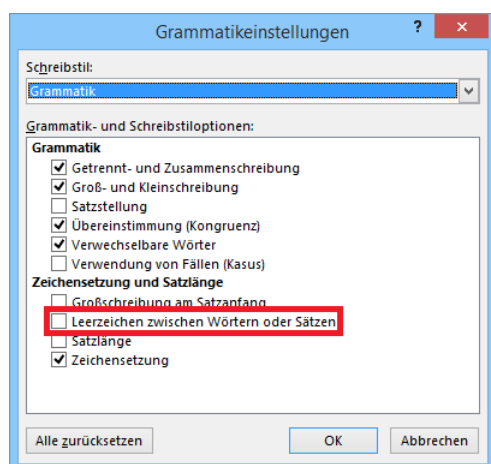 Grammatikeinstellungen ? ×
Schreibstil:
Grammatik
Grammatik- und Schreibstiloptionen:
Grammatik
Getrennt- und Zusammenschreibung
Groß- und Kleinschreibung
Satzstellung
Übereinstimmung (Kongruenz)
Verwechselbare Wörter
Verwendung von Fällen (Kasus)
Zeichensetzung und Satzlänge
Großschreibung am Satzanfang
Leerzeichen zwischen Wörtern oder Sätzen
Satzlänge
Zeichensetzung
Alle zurücksetzen OK Abbrechen